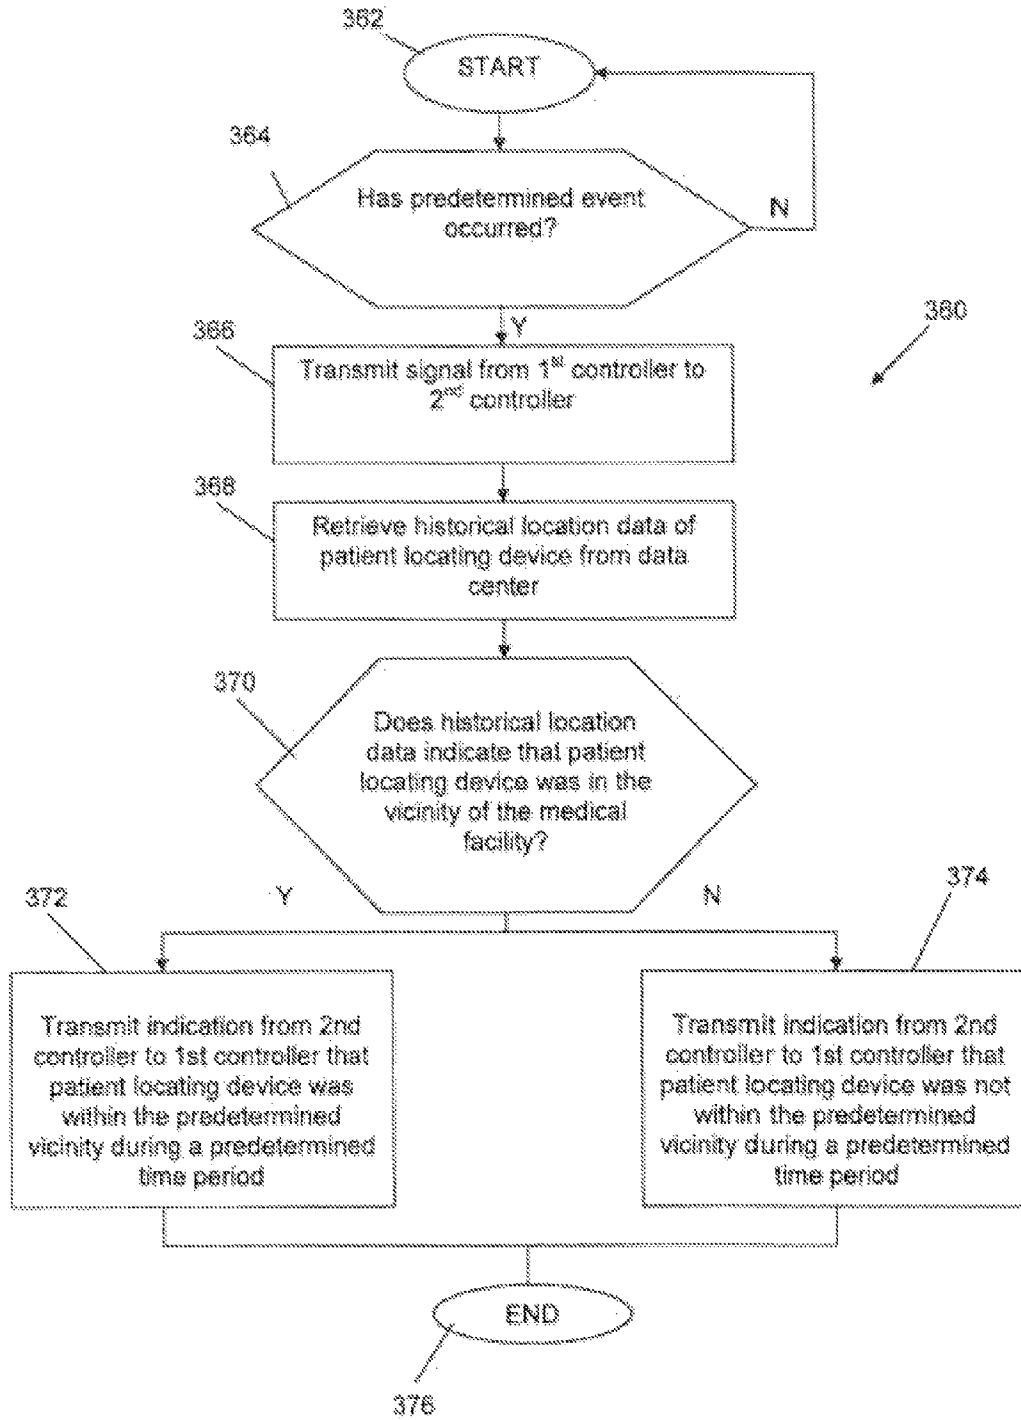 362
START
364
Has predetermined event
occurred?
N
Y
360
366
Transmit signal from 1st controller to
2nd controller
368
Retrieve historical location data of
patient locating device from data
center
370
Does historical location
data indicate that patient
locating device was in the
vicinity of the medical
facility?
Y
N
372
374
Transmit indication from 2nd
controller to 1st controller that
patient locating device was
within the predetermined
vicinity during a predetermined
time period
Transmit indication from 2nd
controller to 1st controller that
patient locating device was not
within the predetermined
vicinity during a predetermined
time period
END
376